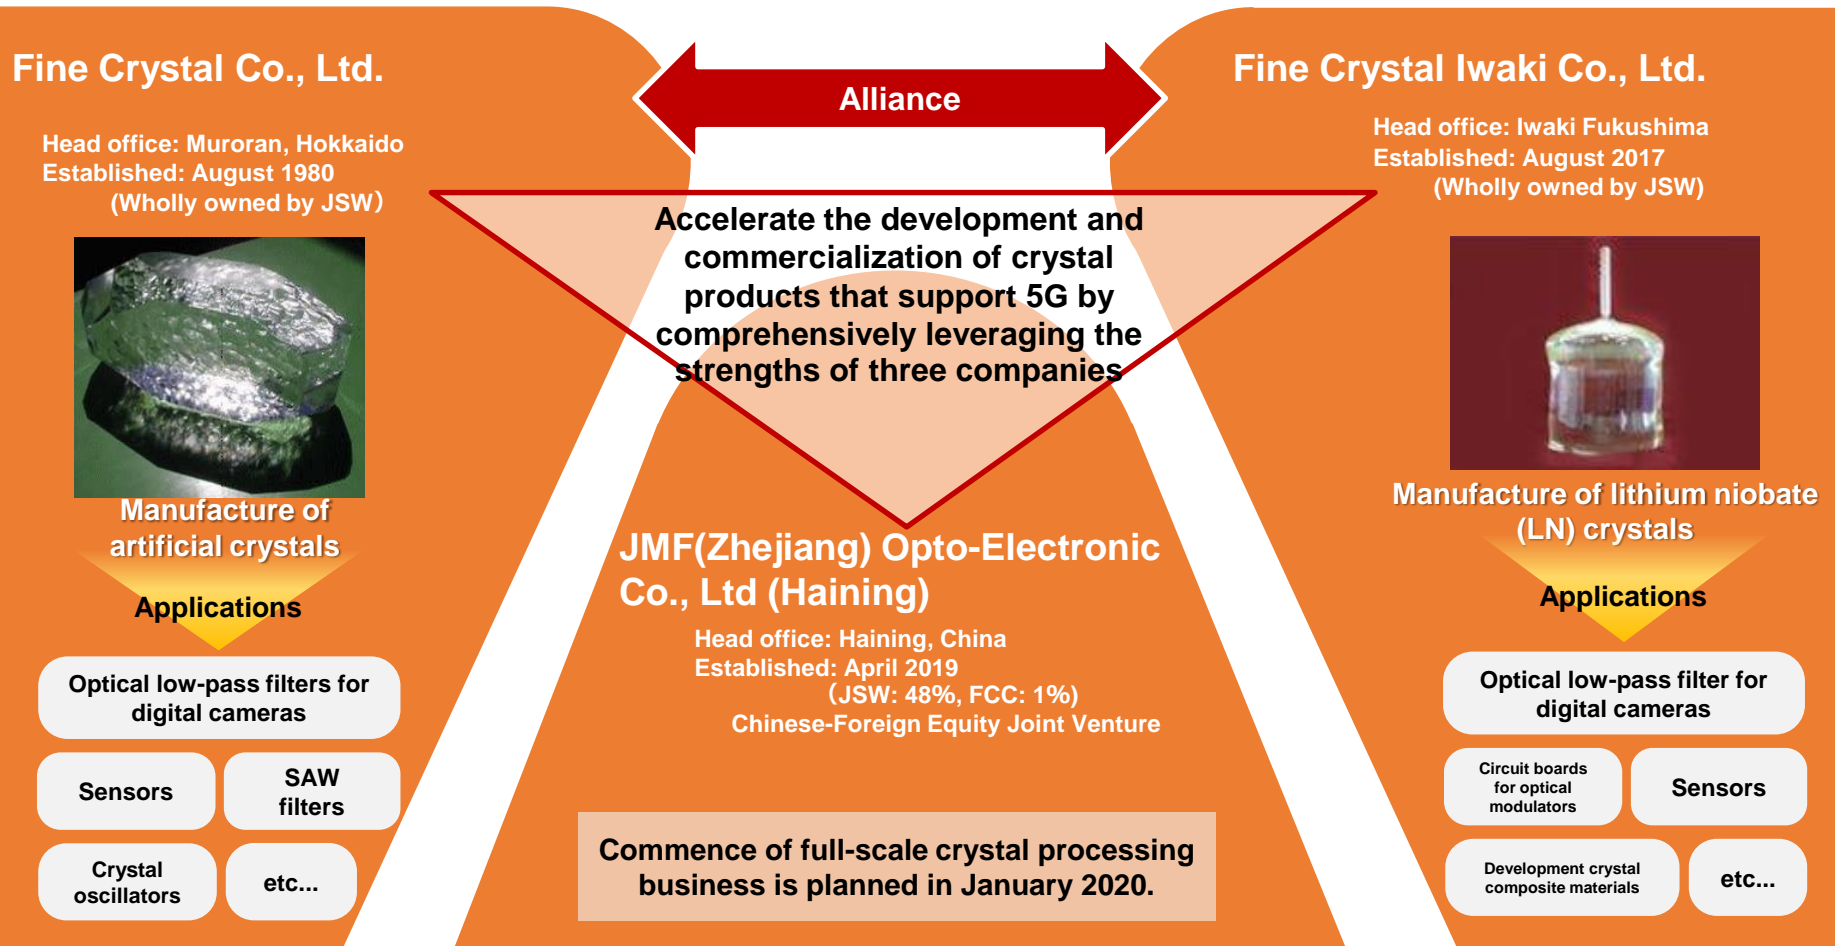 Fine Crystal Co., Ltd.
Head office: Muroran, Hokkaido
Established: August 1980
(Wholly owned by JSW）
Manufacture of
artificial crystals
Applications
Optical low-pass filters for
digital cameras
Sensors
SAW
filters
Crystal
oscillators
etc...
Alliance
Accelerate the development and
commercialization of crystal
products that support 5G by
comprehensively leveraging the
strengths of three companies
JMF(Zhejiang) Opto-Electronic
Co., Ltd (Haining)
Head office: Haining, China
Established: April 2019
（JSW: 48%, FCC: 1%)
Chinese-Foreign Equity Joint Venture
Commence of full-scale crystal processing
business is planned in January 2020.
Fine Crystal Iwaki Co., Ltd.
Head office: Iwaki Fukushima
Established: August 2017
(Wholly owned by JSW)
Manufacture of lithium niobate
(LN) crystals
Applications
Optical low-pass filter for
digital cameras
Circuit boards
for optical
modulators
Sensors
Development crystal
composite materials
etc...